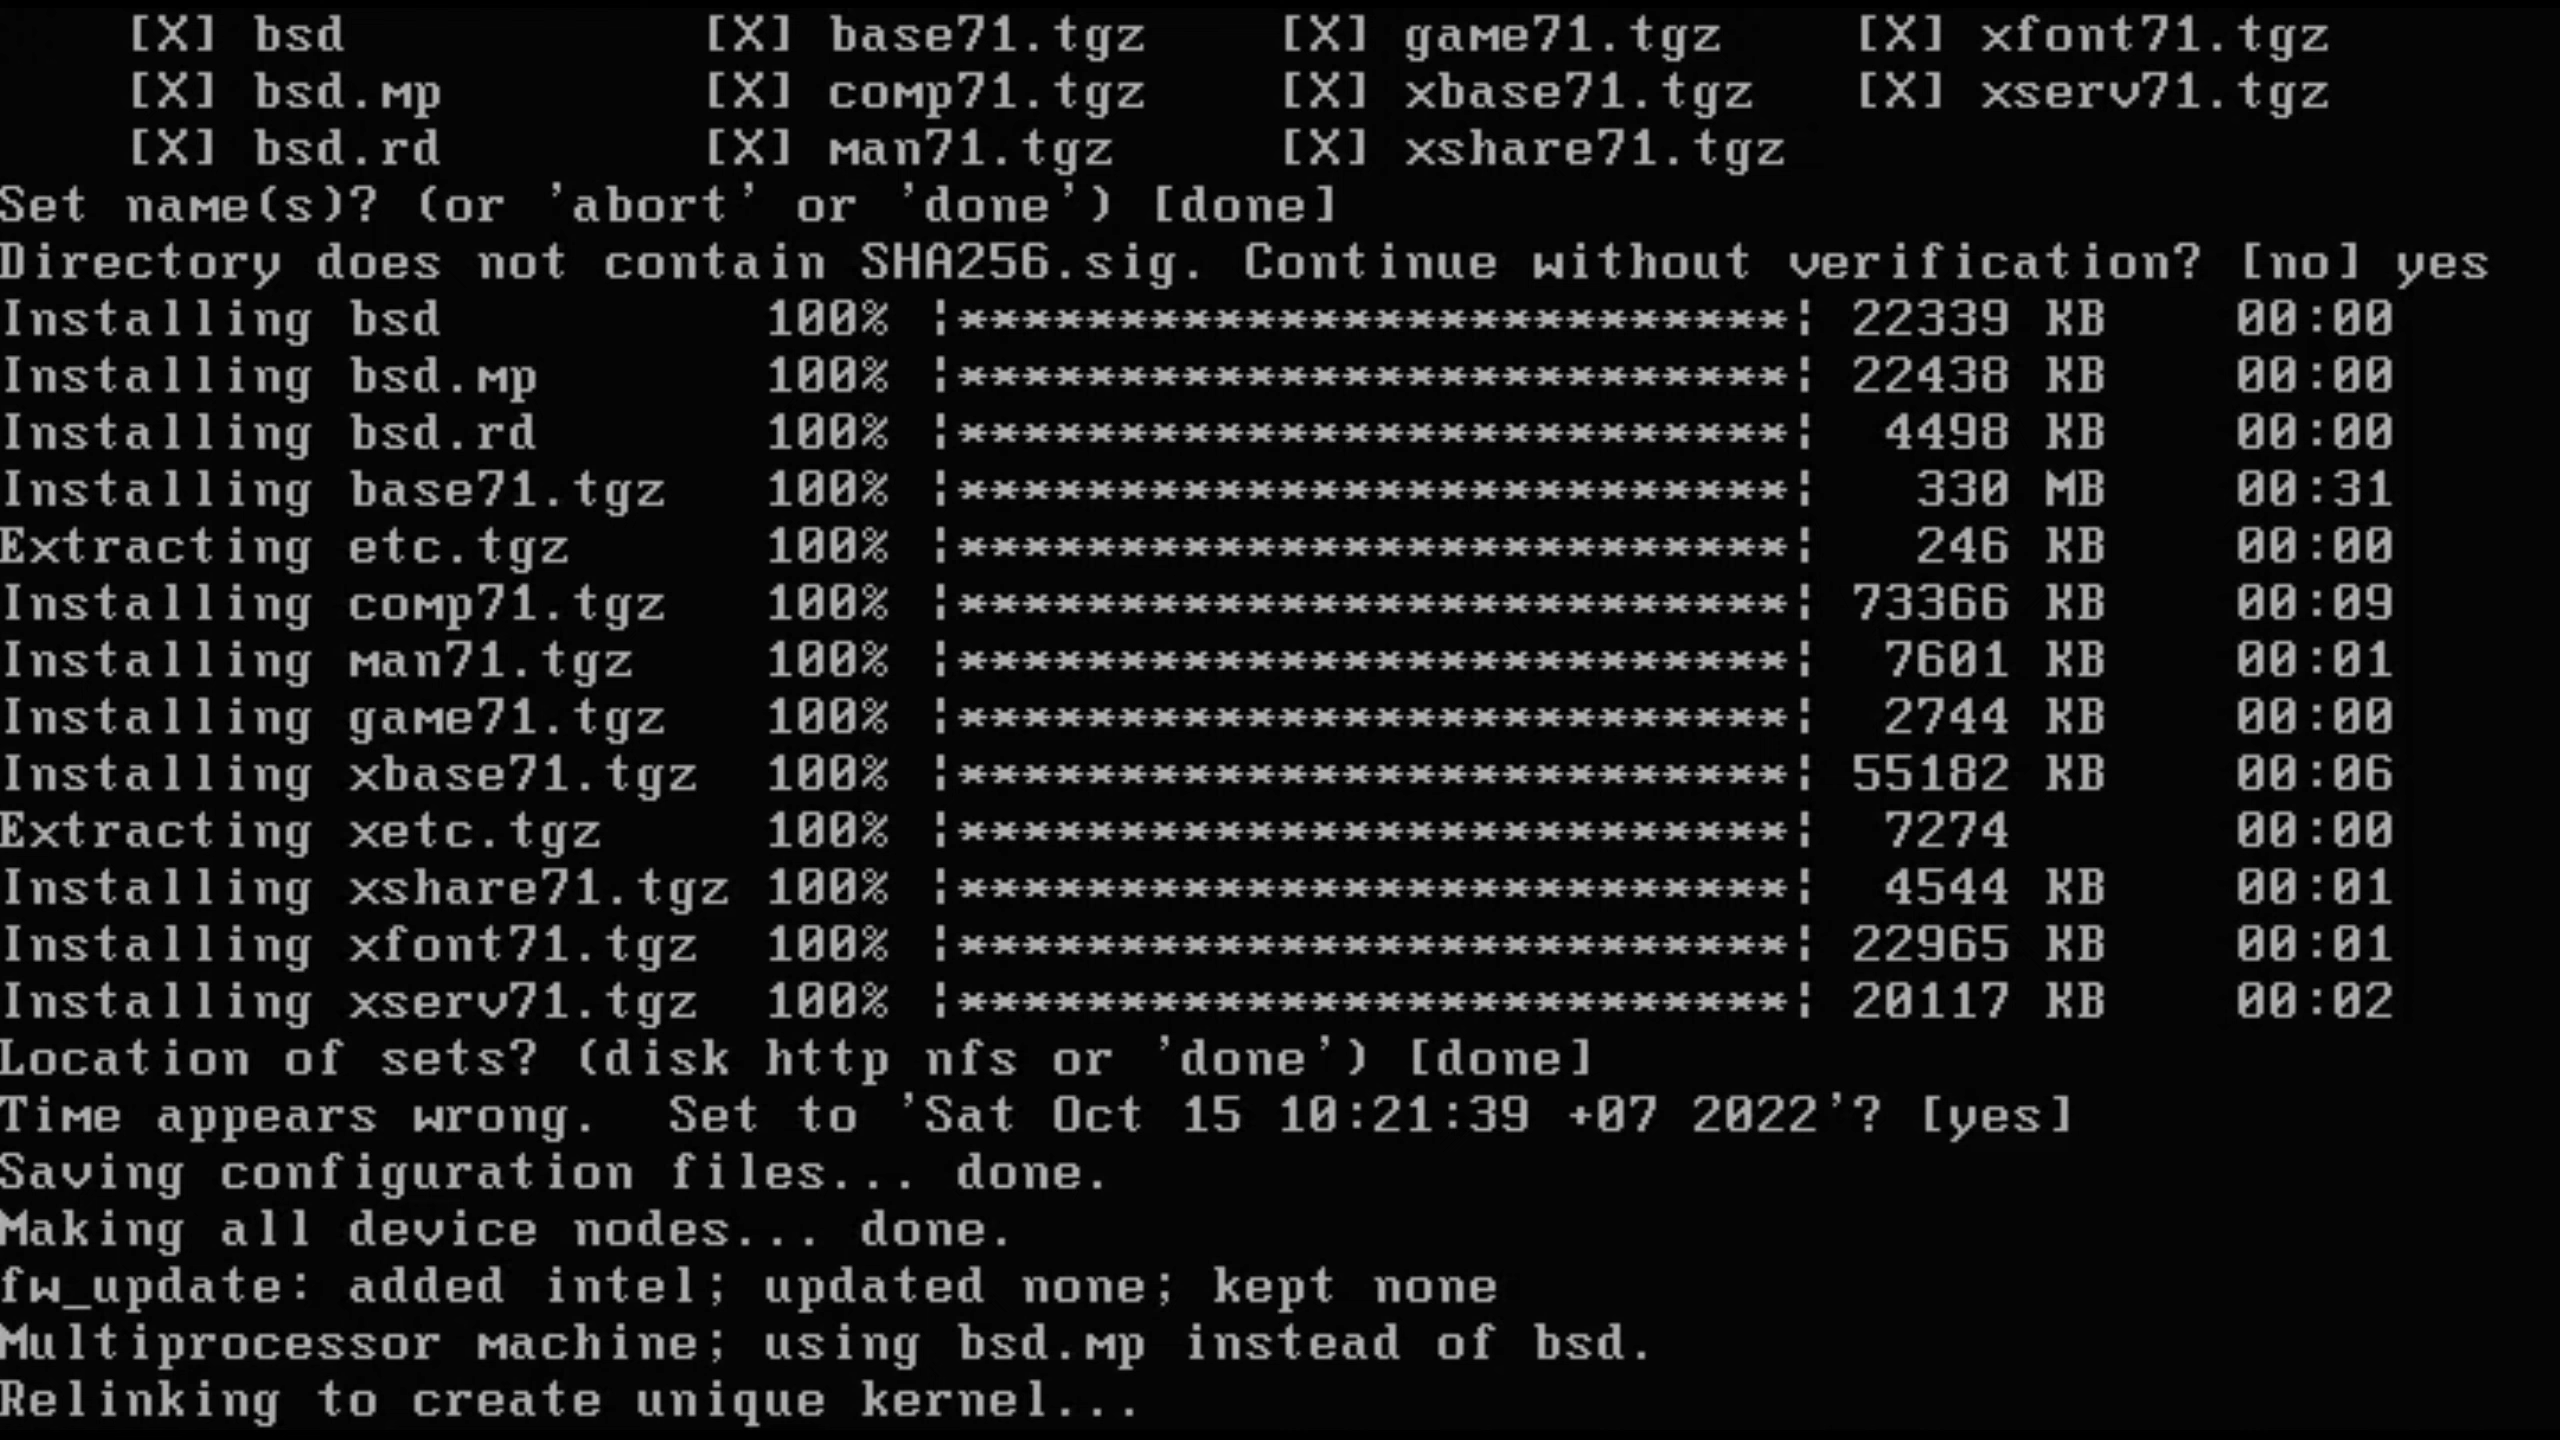 [X] bsd [X] base71.tgz [X] game71.tgz [X] xfont71.tgz
[X] bsd.mp [X] comp71.tgz [X] xbase71.tgz [X] xserv71.tgz
[X] bsd.rd [X] man71.tgz [X] xshare71.tgz
Set name(s)? (or 'abort' or 'done') [done]
Directory does not contain SHA256.sig. Continue without verification? [no] yes
Installing bsd 100% |**************************| 22339 KB 00:00
Installing bsd.mp 100% |**************************| 22438 KB 00:00
Installing bsd.rd 100% |**************************| 4498 KB 00:00
Installing base71.tgz 100% |**************************| 330 MB 00:31
Extracting etc.tgz 100% |**************************| 246 KB 00:00
Installing comp71.tgz 100% |**************************| 73366 KB 00:09
Installing man71.tgz 100% |**************************| 7601 KB 00:01
Installing game71.tgz 100% |**************************| 2744 KB 00:00
Installing xbase71.tgz 100% |**************************| 55182 KB 00:06
Extracting xetc.tgz 100% |**************************| 7274 00:00
Installing xshare71.tgz 100% |**************************| 4544 KB 00:01
Installing xfont71.tgz 100% |**************************| 22965 KB 00:01
Installing xserv71.tgz 100% |**************************| 20117 KB 00:02
Location of sets? (disk http nfs or 'done') [done]
Time appears wrong. Set to 'Sat Oct 15 10:21:39 +07 2022'? [yes]
Saving configuration files... done.
Making all device nodes... done.
fw_update: added intel; updated none; kept none
Multiprocessor machine; using bsd.mp instead of bsd.
Relinking to create unique kernel...